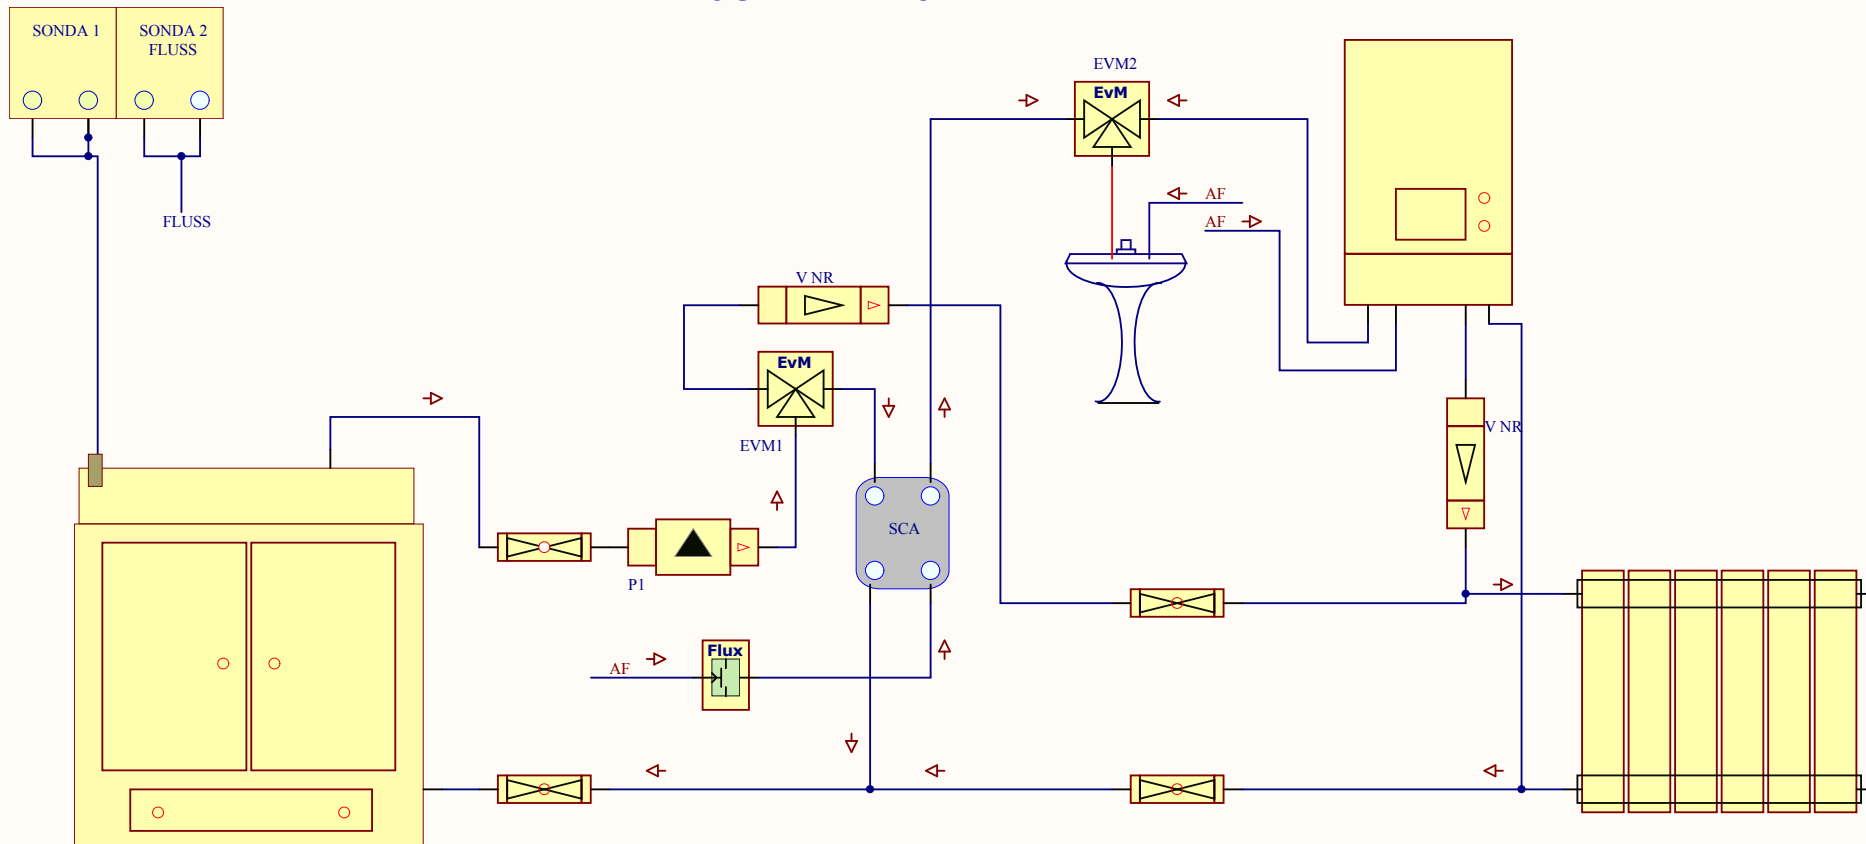 SONDA 1
SONDA 2
FLUSS
FLUSS
EVM2
EvM
AF
AF
V NR
EvM
EVM1
V NR
SCA
P1
Flux
AF